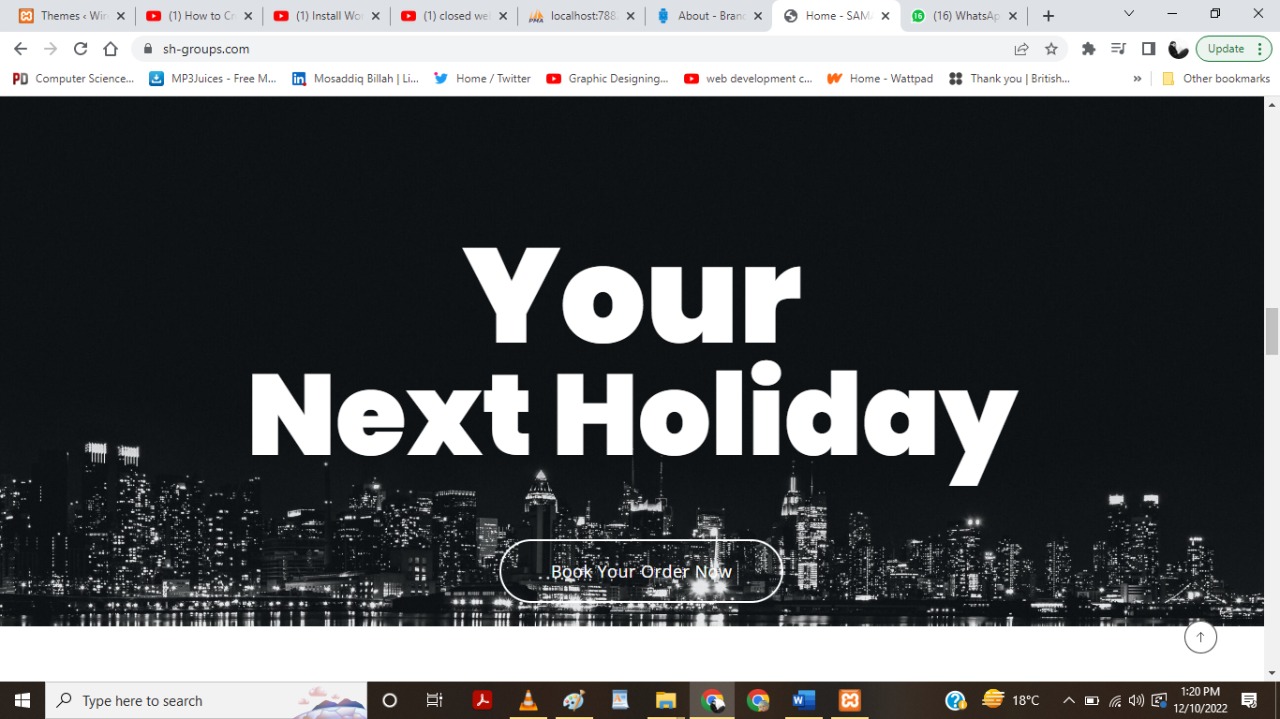 Themes ‹ Win
(1) How to Cr
(1) Install Wo
(1) closed we
localhost:788
About - Bran
Home - SAM
(16) WhatsAp
sh-groups.com
Update
Computer Science...
MP3Juices - Free M...
Mosaddiq Billah | Li...
Home / Twitter
Graphic Designing...
web development c...
Home - Wattpad
Thank you | British...
»
Other bookmarks
Your
Next Holiday
Book Your Order Now
Type here to search
18°C
1:20 PM
12/10/2022